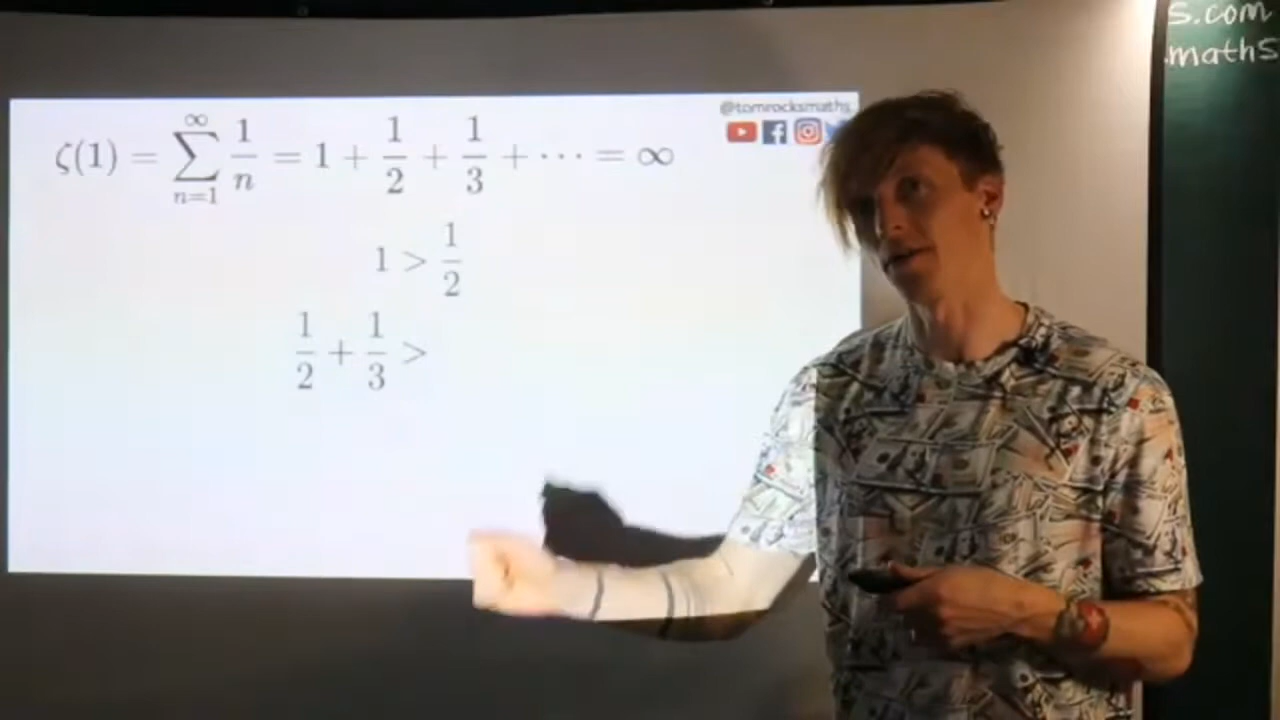 s.com
maths
@tomrocksmaths
ζ(1) = ∑_{n=1}^{∞} 1/n = 1 + 1/2 + 1/3 + ⋯ = ∞
1 > 1/2
1/2 + 1/3 >